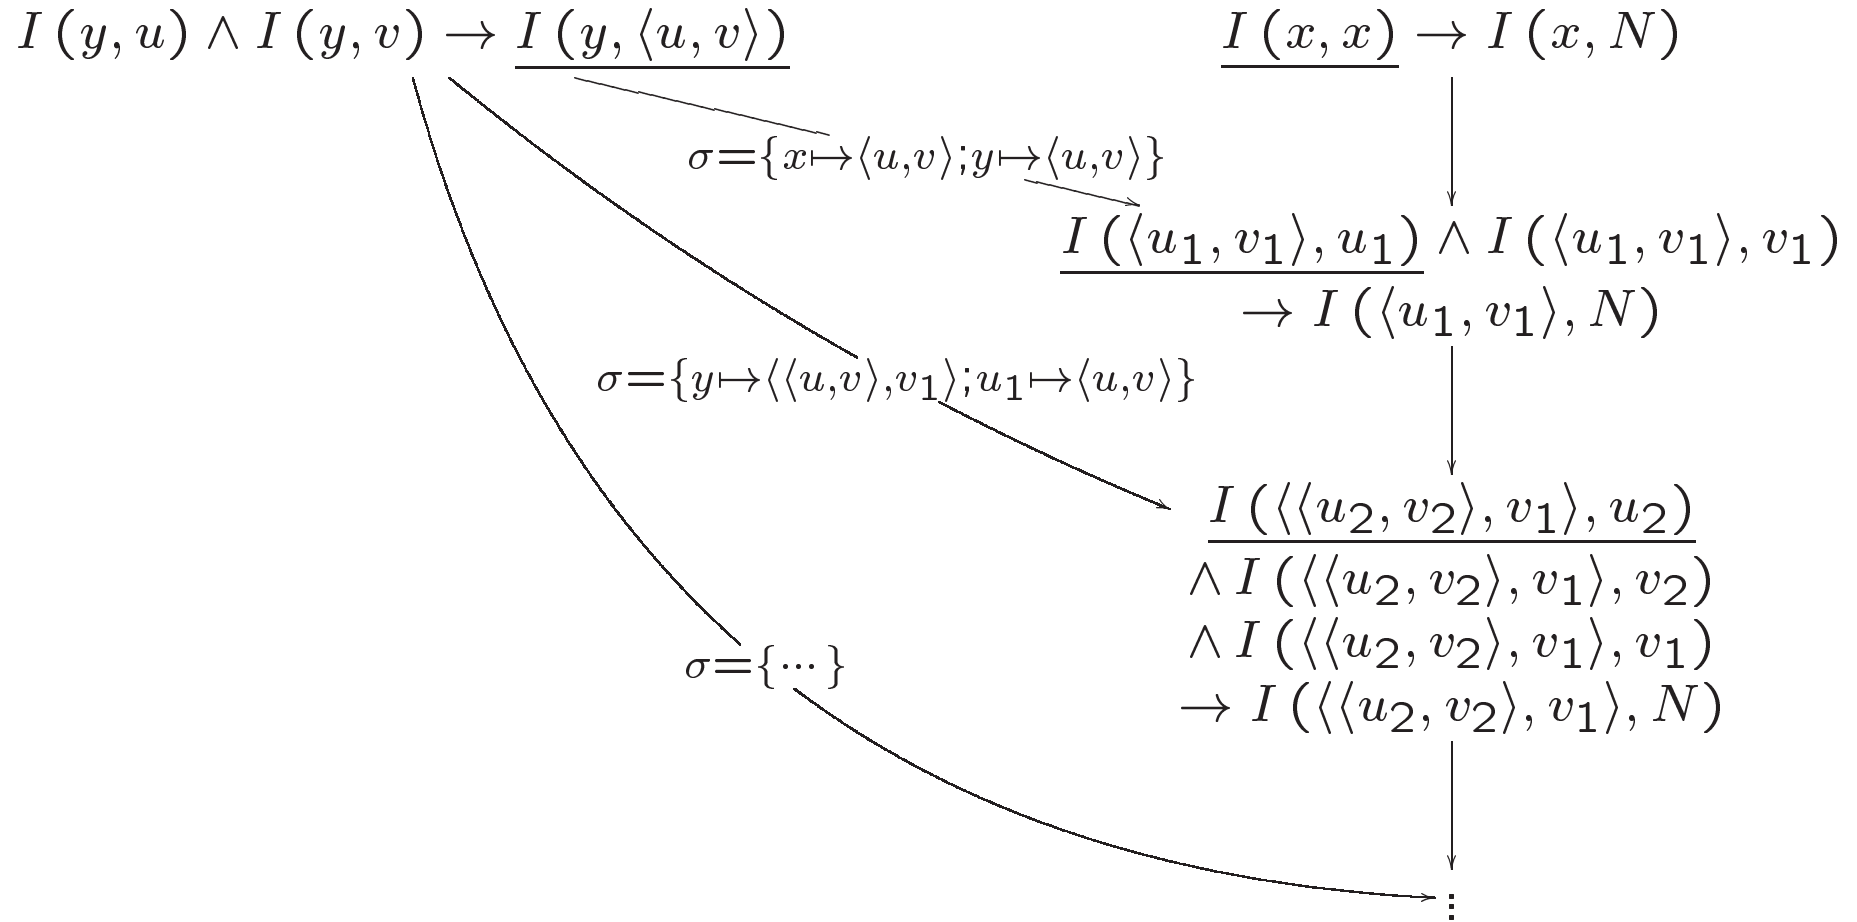 I (y, u) ∧ I (y, v) → I (y, ⟨u, v⟩)
I (x, x) → I (x, N)
σ={x↦⟨u,v⟩;y↦⟨u,v⟩}
I (⟨u₁, v₁⟩, u₁) ∧ I (⟨u₁, v₁⟩, v₁)
→ I (⟨u₁, v₁⟩, N)
σ={y↦⟨⟨u,v⟩,v₁⟩;u₁↦⟨u,v⟩}
I (⟨⟨u₂, v₂⟩, v₁⟩, u₂)
∧ I (⟨⟨u₂, v₂⟩, v₁⟩, v₂)
∧ I (⟨⟨u₂, v₂⟩, v₁⟩, v₁)
→ I (⟨⟨u₂, v₂⟩, v₁⟩, N)
σ={⋯}
⋮